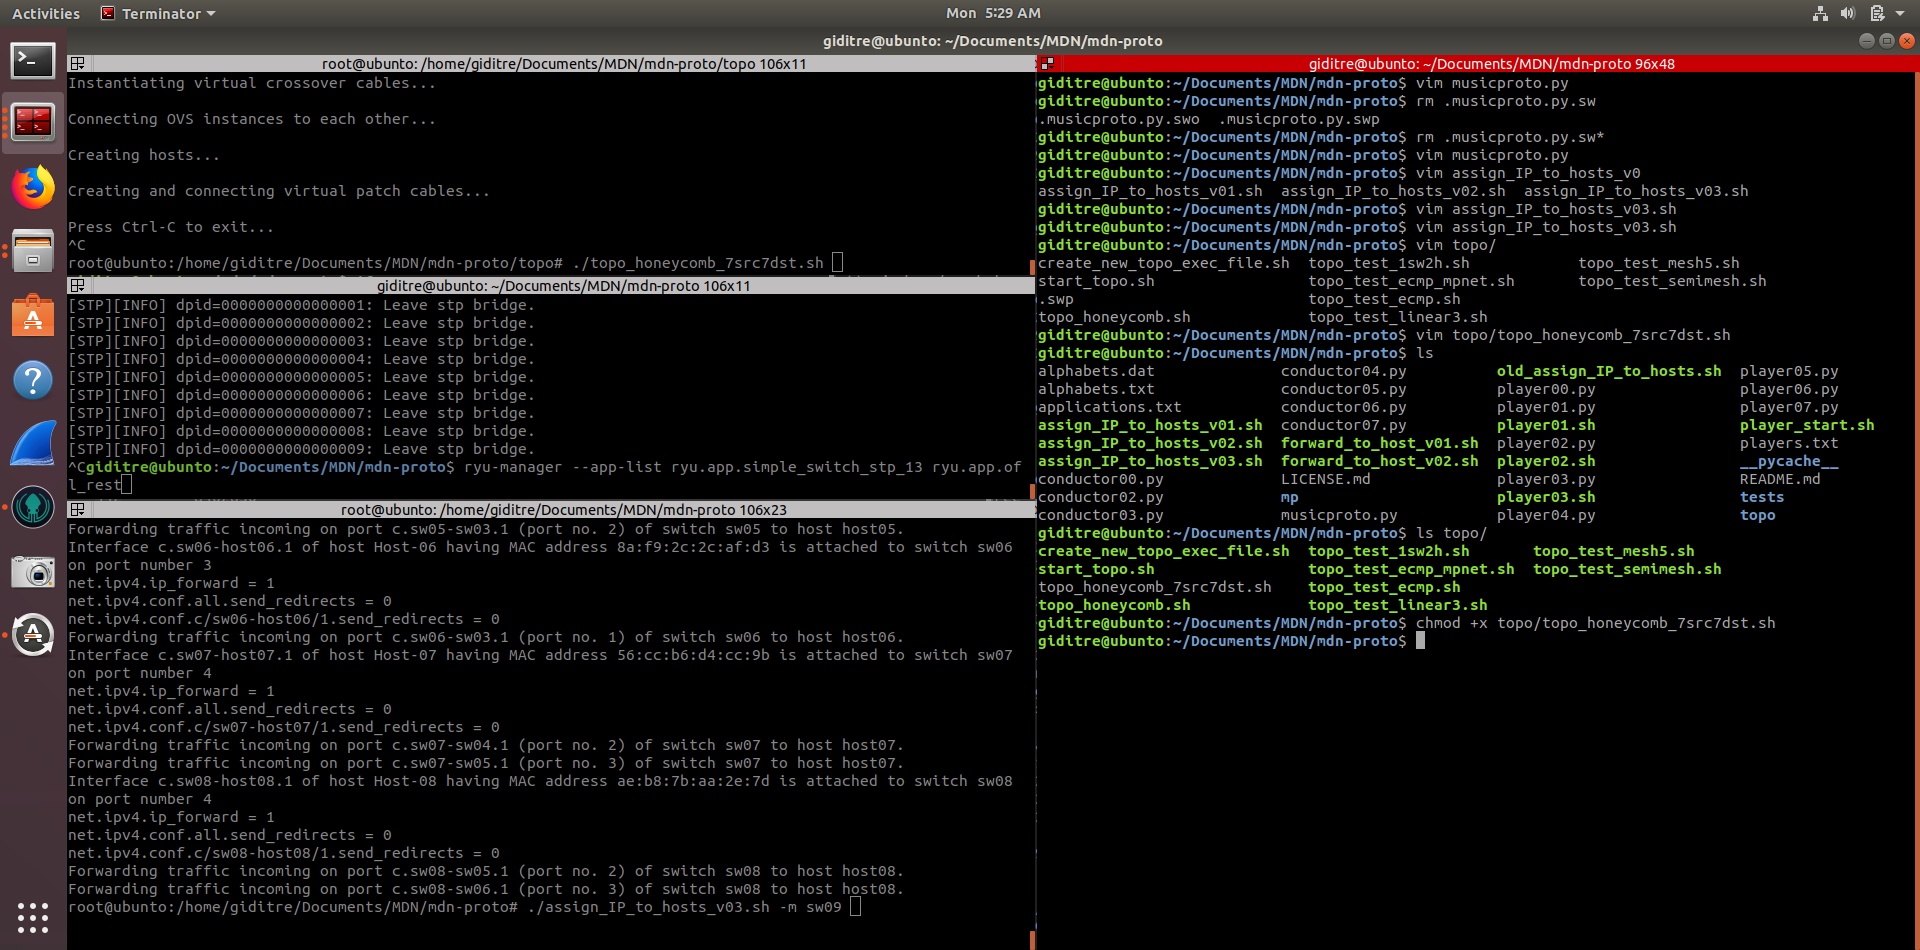 Activities
Terminator
Mon 5:29 AM
giditre@ubunto: ~/Documents/MDN/mdn-proto
root@ubunto: /home/giditre/Documents/MDN/mdn-proto/topo 106x11
Instantiating virtual crossover cables...
Connecting OVS instances to each other...
Creating hosts...
Creating and connecting virtual patch cables...
Press Ctrl-C to exit...
^C
root@ubunto:/home/giditre/Documents/MDN/mdn-proto/topo# ./topo_honeycomb_7src7dst.sh
giditre@ubunto: ~/Documents/MDN/mdn-proto 106x11
[STP][INFO] dpid=0000000000000001: Leave stp bridge.
[STP][INFO] dpid=0000000000000002: Leave stp bridge.
[STP][INFO] dpid=0000000000000003: Leave stp bridge.
[STP][INFO] dpid=0000000000000004: Leave stp bridge.
[STP][INFO] dpid=0000000000000005: Leave stp bridge.
[STP][INFO] dpid=0000000000000006: Leave stp bridge.
[STP][INFO] dpid=0000000000000007: Leave stp bridge.
[STP][INFO] dpid=0000000000000008: Leave stp bridge.
[STP][INFO] dpid=0000000000000009: Leave stp bridge.
^Cgiditre@ubunto:~/Documents/MDN/mdn-proto$ ryu-manager --app-list ryu.app.simple_switch_stp_13 ryu.app.of
l_rest
root@ubunto: /home/giditre/Documents/MDN/mdn-proto 106x23
Forwarding traffic incoming on port c.sw05-sw03.1 (port no. 2) of switch sw05 to host host05.
Interface c.sw06-host06.1 of host Host-06 having MAC address 8a:f9:2c:2c:af:d3 is attached to switch sw06
on port number 3
net.ipv4.ip_forward = 1
net.ipv4.conf.all.send_redirects = 0
net.ipv4.conf.c/sw06-host06/1.send_redirects = 0
Forwarding traffic incoming on port c.sw06-sw03.1 (port no. 1) of switch sw06 to host host06.
Interface c.sw07-host07.1 of host Host-07 having MAC address 56:cc:b6:d4:cc:9b is attached to switch sw07
on port number 4
net.ipv4.ip_forward = 1
net.ipv4.conf.all.send_redirects = 0
net.ipv4.conf.c/sw07-host07/1.send_redirects = 0
Forwarding traffic incoming on port c.sw07-sw04.1 (port no. 2) of switch sw07 to host host07.
Forwarding traffic incoming on port c.sw07-sw05.1 (port no. 3) of switch sw07 to host host07.
Interface c.sw08-host08.1 of host Host-08 having MAC address ae:b8:7b:aa:2e:7d is attached to switch sw08
on port number 4
net.ipv4.ip_forward = 1
net.ipv4.conf.all.send_redirects = 0
net.ipv4.conf.c/sw08-host08/1.send_redirects = 0
Forwarding traffic incoming on port c.sw08-sw05.1 (port no. 2) of switch sw08 to host host08.
Forwarding traffic incoming on port c.sw08-sw06.1 (port no. 3) of switch sw08 to host host08.
root@ubunto:/home/giditre/Documents/MDN/mdn-proto# ./assign_IP_to_hosts_v03.sh -m sw09
giditre@ubunto: ~/Documents/MDN/mdn-proto 96x48
giditre@ubunto:~/Documents/MDN/mdn-proto$ vim musicproto.py
giditre@ubunto:~/Documents/MDN/mdn-proto$ rm .musicproto.py.sw
.musicproto.py.swo  .musicproto.py.swp
giditre@ubunto:~/Documents/MDN/mdn-proto$ rm .musicproto.py.sw*
giditre@ubunto:~/Documents/MDN/mdn-proto$ vim musicproto.py
giditre@ubunto:~/Documents/MDN/mdn-proto$ vim assign_IP_to_hosts_v0
assign_IP_to_hosts_v01.sh  assign_IP_to_hosts_v02.sh  assign_IP_to_hosts_v03.sh
giditre@ubunto:~/Documents/MDN/mdn-proto$ vim assign_IP_to_hosts_v03.sh
giditre@ubunto:~/Documents/MDN/mdn-proto$ vim assign_IP_to_hosts_v03.sh
giditre@ubunto:~/Documents/MDN/mdn-proto$ vim topo/
create_new_topo_exec_file.sh  topo_test_1sw2h.sh  topo_test_mesh5.sh
start_topo.sh  topo_test_ecmp_mpnet.sh  topo_test_semimesh.sh
.swp  topo_test_ecmp.sh
topo_honeycomb.sh  topo_test_linear3.sh
giditre@ubunto:~/Documents/MDN/mdn-proto$ vim topo/topo_honeycomb_7src7dst.sh
giditre@ubunto:~/Documents/MDN/mdn-proto$ ls
alphabets.dat  conductor04.py  old_assign_IP_to_hosts.sh  player05.py
alphabets.txt  conductor05.py  player00.py  player06.py
applications.txt  conductor06.py  player01.py  player07.py
assign_IP_to_hosts_v01.sh  conductor07.py  player01.sh  player_start.sh
assign_IP_to_hosts_v02.sh  forward_to_host_v01.sh  player02.py  players.txt
assign_IP_to_hosts_v03.sh  forward_to_host_v02.sh  player02.sh  __pycache__
conductor00.py  LICENSE.md  player03.py  README.md
conductor02.py  mp  player03.sh  tests
conductor03.py  musicproto.py  player04.py  topo
giditre@ubunto:~/Documents/MDN/mdn-proto$ ls topo/
create_new_topo_exec_file.sh  topo_test_1sw2h.sh  topo_test_mesh5.sh
start_topo.sh  topo_test_ecmp_mpnet.sh  topo_test_semimesh.sh
topo_honeycomb_7src7dst.sh  topo_test_ecmp.sh
topo_honeycomb.sh  topo_test_linear3.sh
giditre@ubunto:~/Documents/MDN/mdn-proto$ chmod +x topo/topo_honeycomb_7src7dst.sh
giditre@ubunto:~/Documents/MDN/mdn-proto$